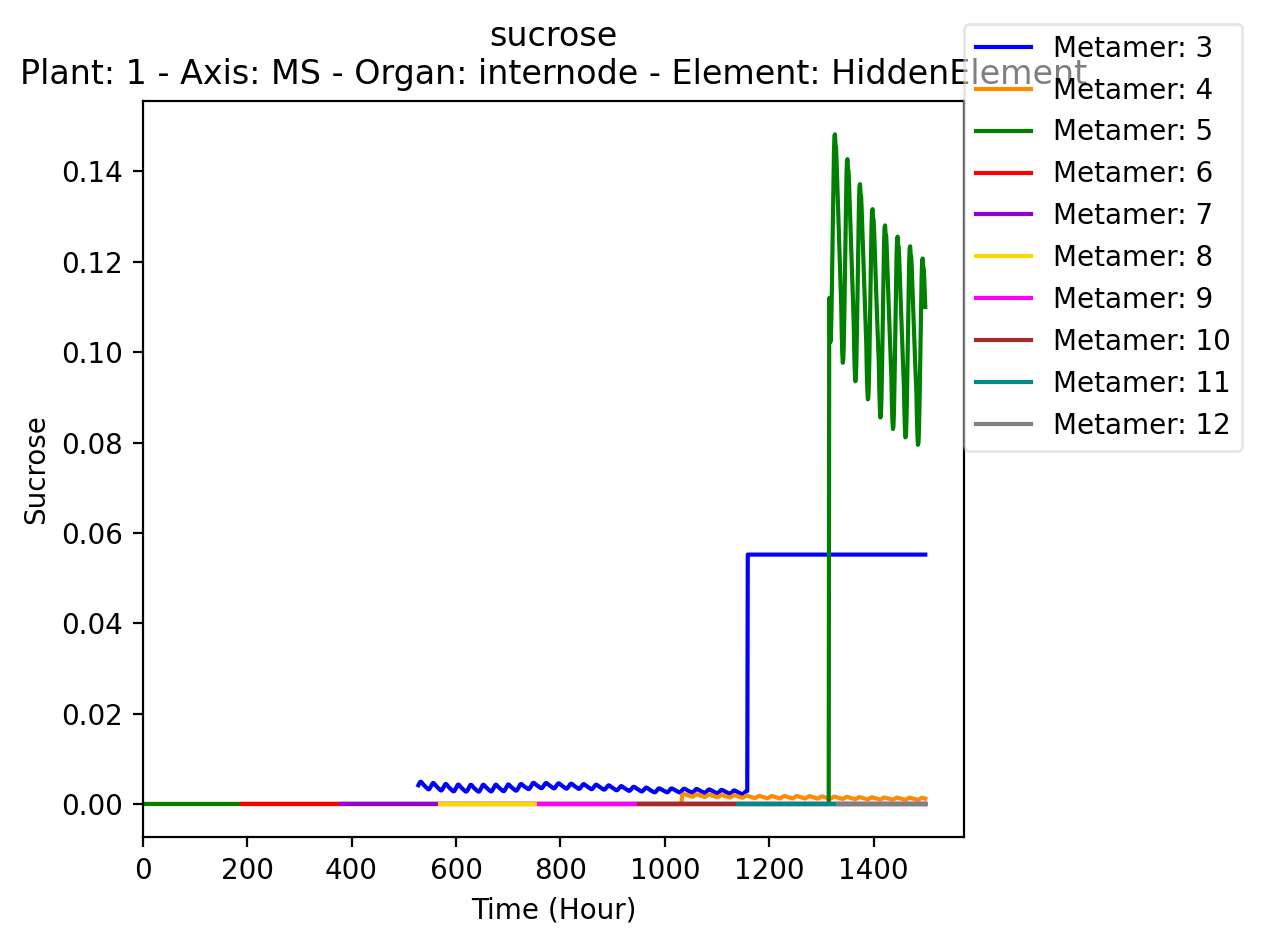 sucrose
Plant: 1 - Axis: MS - Organ: internode - Element: HiddenElement
Metamer: 3
Metamer: 4
Metamer: 5
Metamer: 6
Metamer: 7
Metamer: 8
Metamer: 9
Metamer: 10
Metamer: 11
Metamer: 12
Sucrose
0.14
0.12
0.10
0.08
0.06
0.04
0.02
0.00
0 200 400 600 800 1000 1200 1400
Time (Hour)